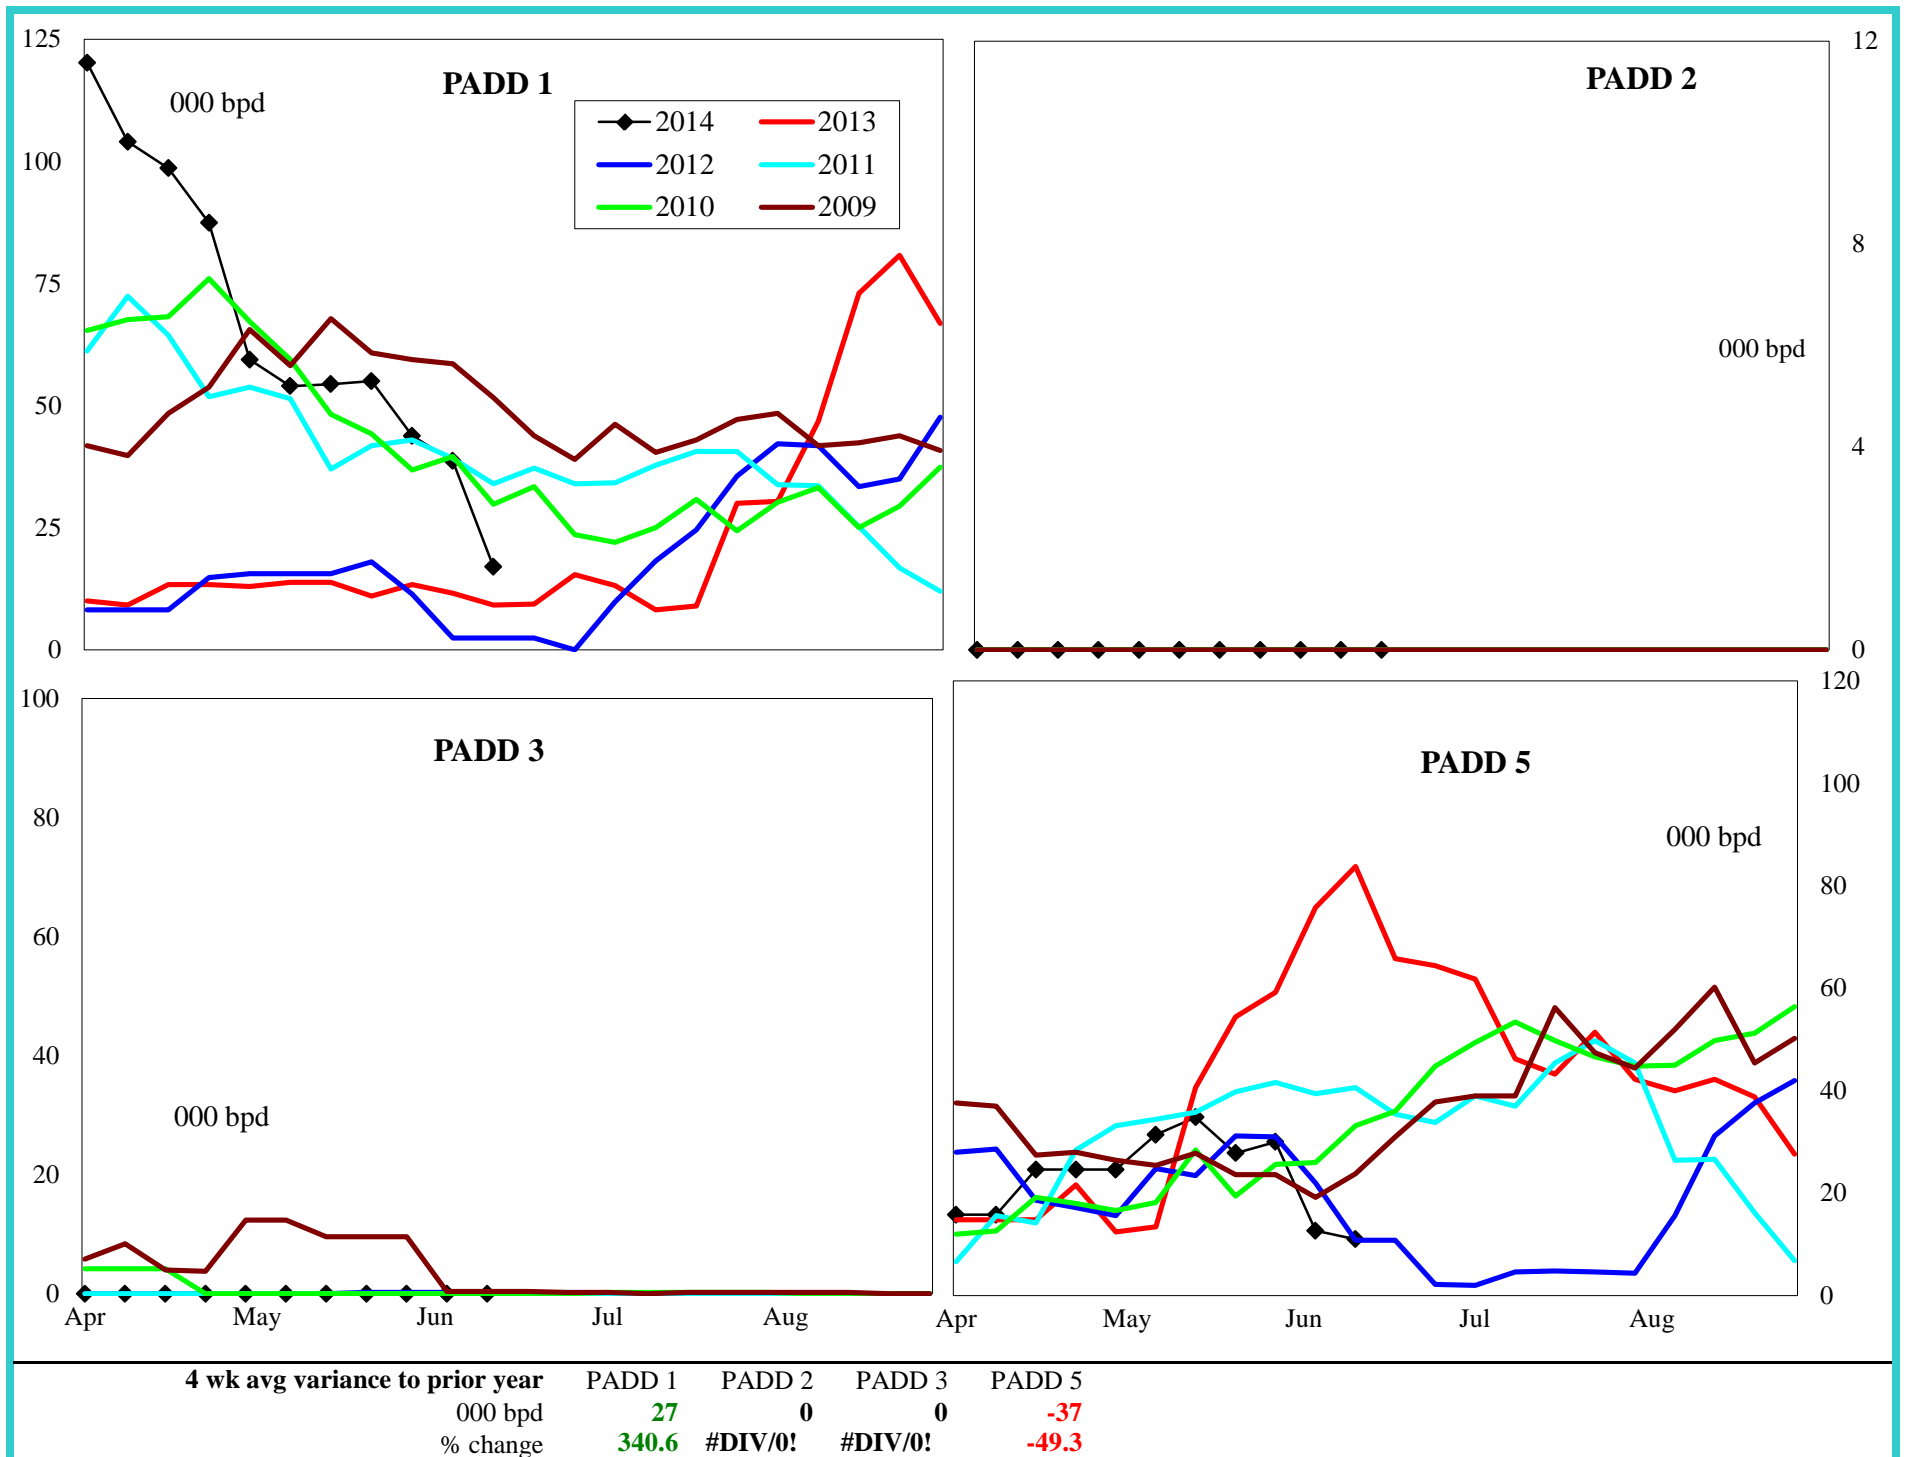 125
100
75
50
25
0
PADD 1
000 bpd
2014 2013
2012 2011
2010 2009
PADD 2
12
8
4
0
000 bpd
PADD 3
100
80
60
40
20
0
000 bpd
Apr May Jun Jul Aug
PADD 5
120
100
80
60
40
20
0
000 bpd
Apr May Jun Jul Aug
4 wk avg variance to prior year PADD 1 PADD 2 PADD 3 PADD 5
000 bpd 27 0 0 -37
% change 340.6 #DIV/0! #DIV/0! -49.3